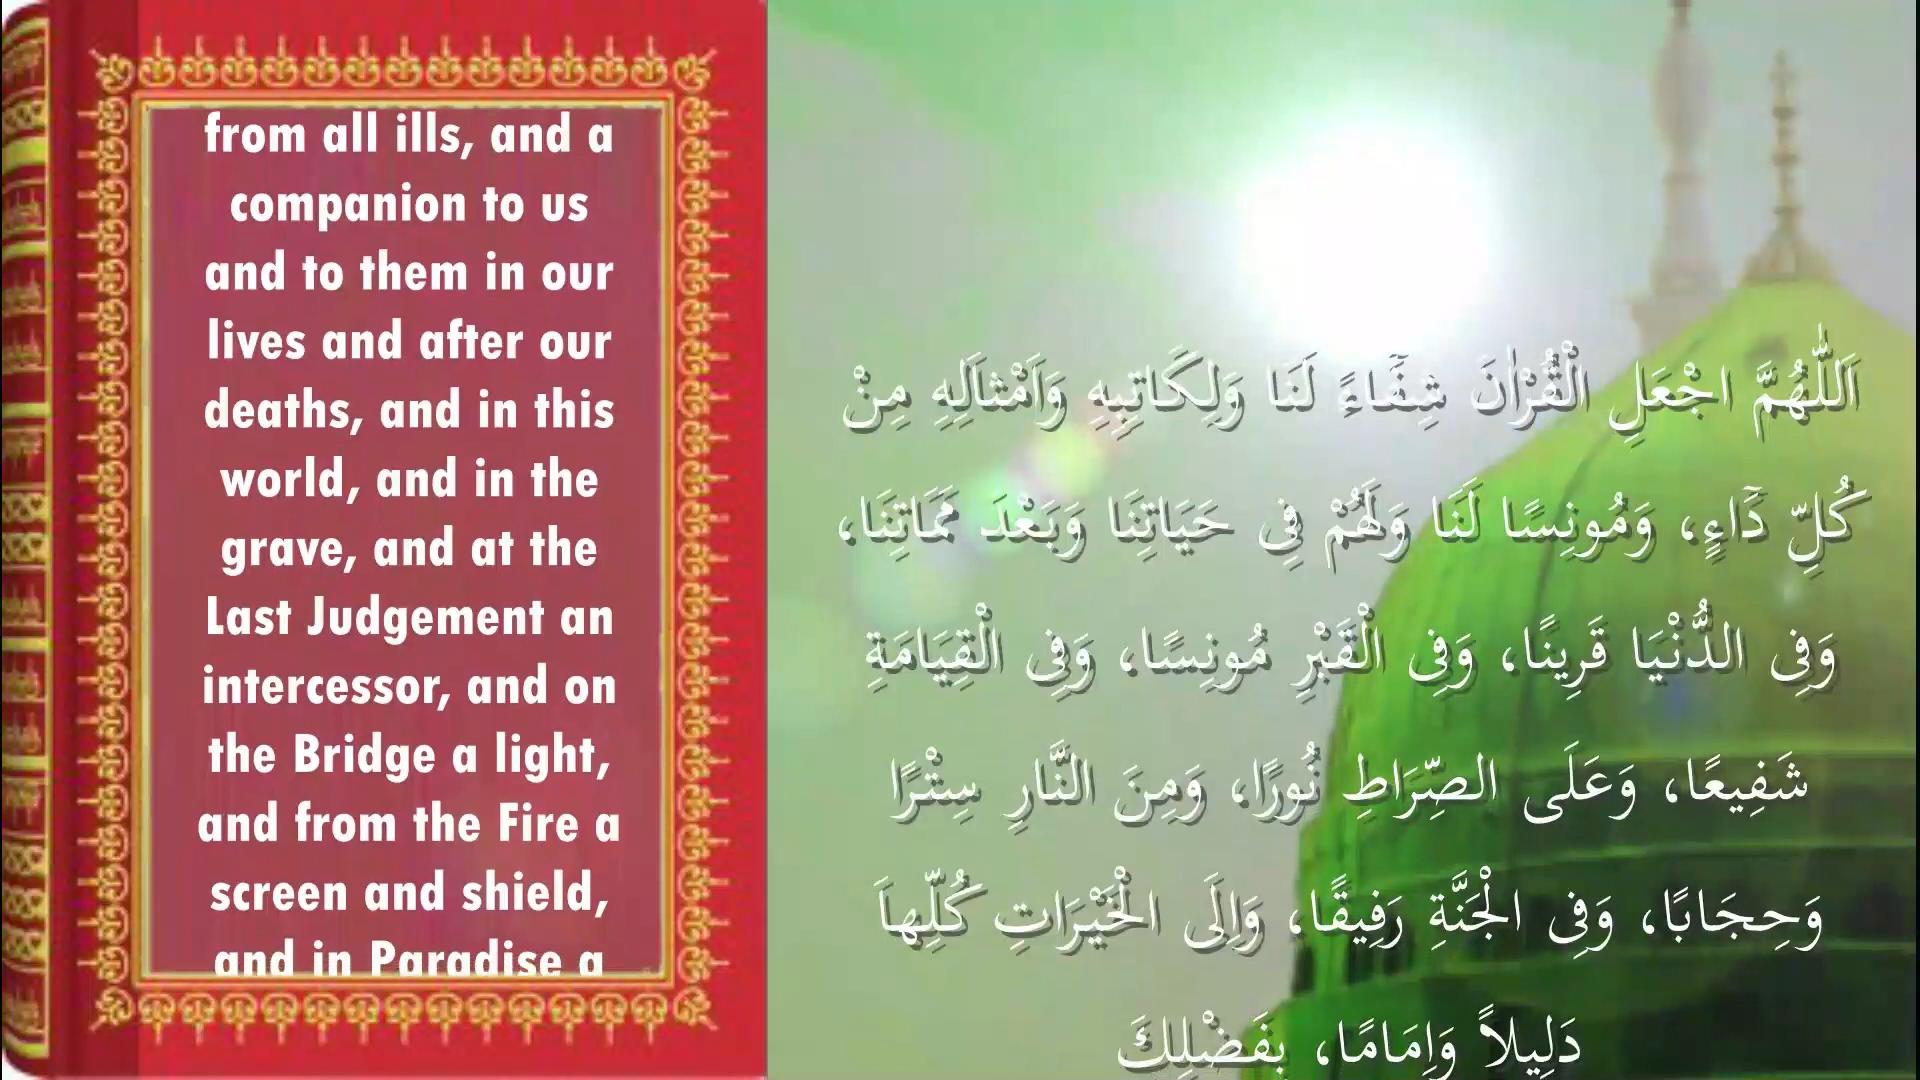 from all ills, and a
companion to us
and to them in our
lives and after our
deaths, and in this
world, and in the
grave, and at the
Last Judgement an
intercessor, and on
the Bridge a light,
and from the Fire a
screen and shield,
and in Paradise a
اَللّٰهُمَّ اجْعَلِ الْقُرْاٰنَ شِفَٓاءً لَنَا وَلِكَاتِبِهِ وَاَمْثَالِهِ مِنْ
كُلِّ دَٓاءٍ، وَمُونِسًا لَنَا وَلَهُمْ فِى حَيَاتِنَا وَبَعْدَ مَمَاتِنَا،
وَفِى الدُّنْيَا قَرِينًا، وَفِى الْقَبْرِ مُونِسًا، وَفِى الْقِيَامَةِ
شَفِيعًا، وَعَلَى الصِّرَاطِ نُورًا، وَمِنَ النَّارِ سِتْرًا
وَحِجَابًا، وَفِى الْجَنَّةِ رَفِيقًا، وَاِلَى الْخَيْرَاتِ كُلِّهاَ
دَلِيلاً وَاِمَامًا، بِفَضْلِكَ